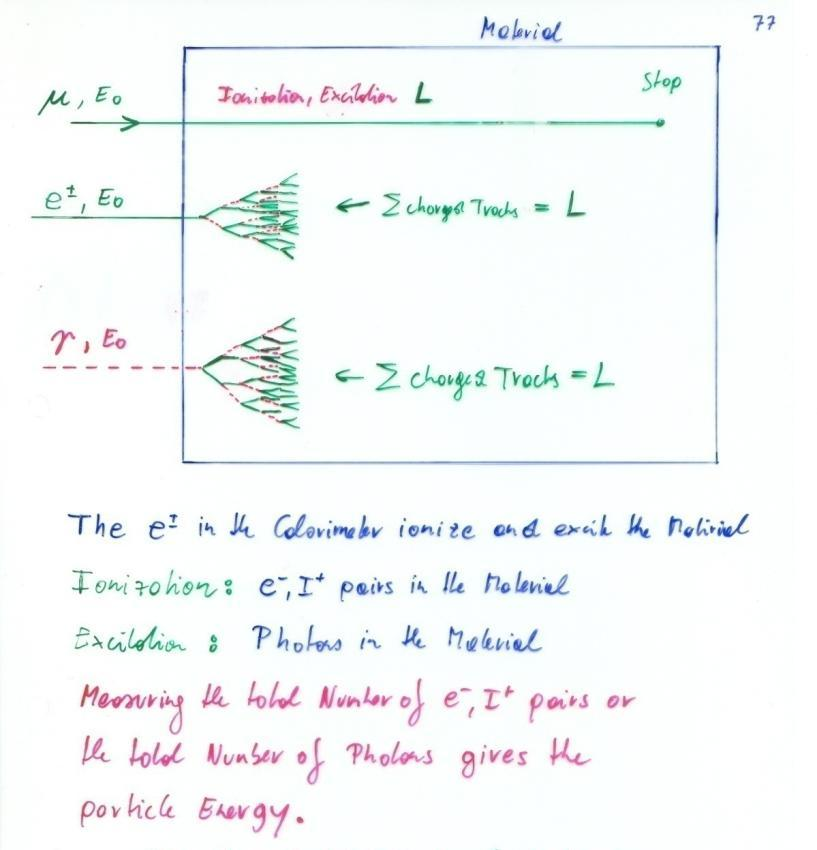 Material
77
μ, E₀
Ionisation, Excitation L
Stop
e±, E₀
← Σ charged Tracks = L
γ, E₀
← Σ charged Tracks = L
The e± in the Calorimeter ionize and excite the Material
Ionization: e⁻, I⁺ pairs in the Material
Excitation: Photons in the Material
Measuring the total Number of e⁻, I⁺ pairs or
the total Number of Photons gives the
particle Energy.